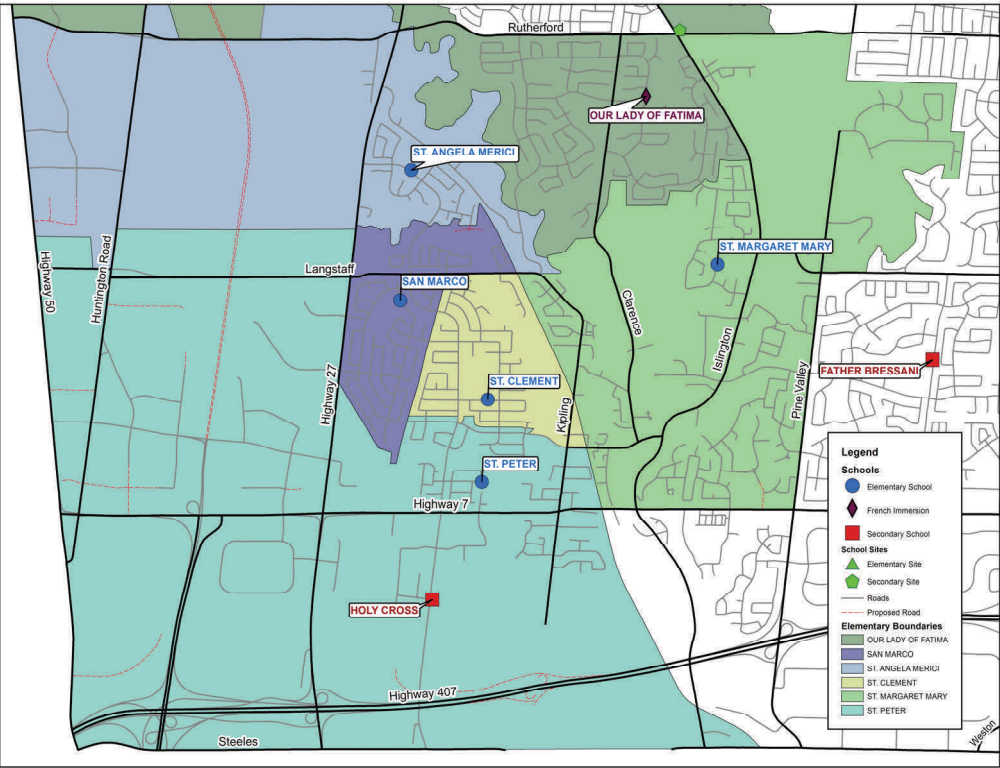 Rutherford
OUR LADY OF FATIMA
ST. ANGELA MERICI
ST. MARGARET MARY
Highway 50
Huntington Road
Langstaff
SAN MARCO
Clarence
Islington
FATHER BRESSANI
Highway 27
Pine Valley
ST. CLEMENT
Kipling
ST. PETER
Highway 7
HOLY CROSS
Highway 407
Steeles
Weston
Legend
Schools
Elementary School
French Immersion
Secondary School
School Sites
Elementary Site
Secondary Site
Roads
Proposed Road
Elementary Boundaries
OUR LADY OF FATIMA
SAN MARCO
ST. ANGELA MERICI
ST. CLEMENT
ST. MARGARET MARY
ST. PETER